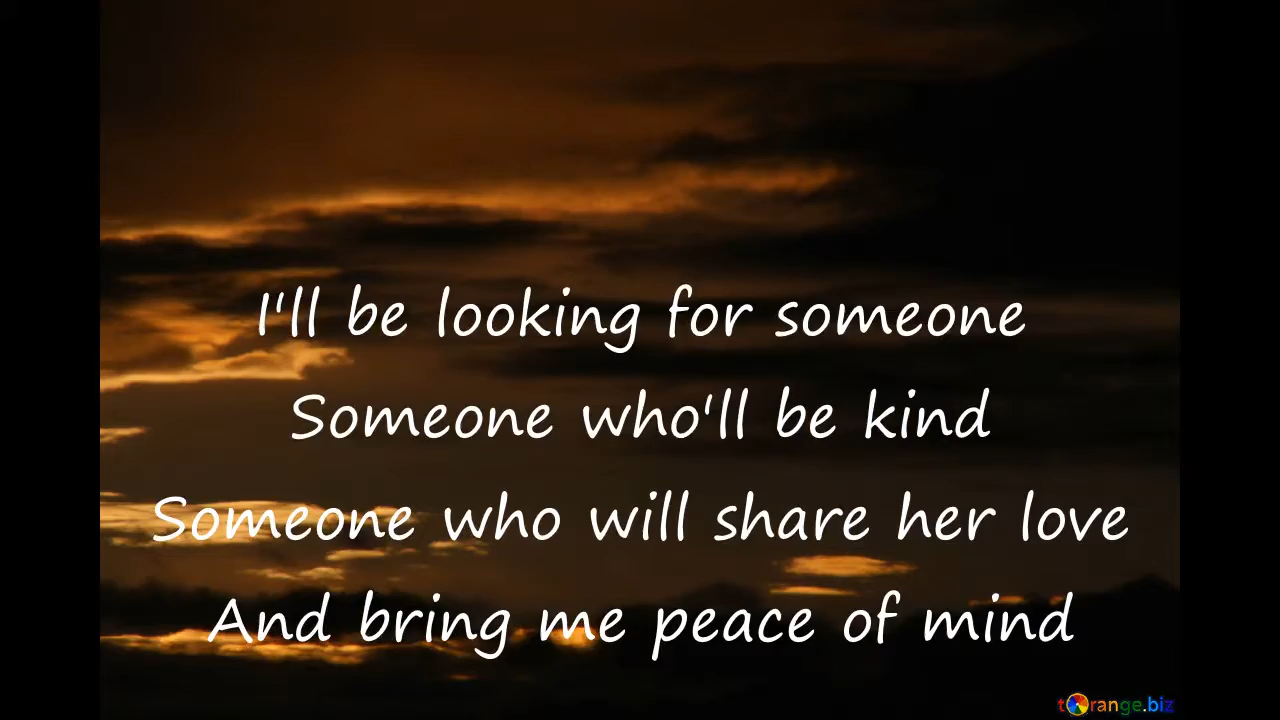 I'll be looking for someone
Someone who'll be kind
Someone who will share her love
And bring me peace of mind
tOrange.biz